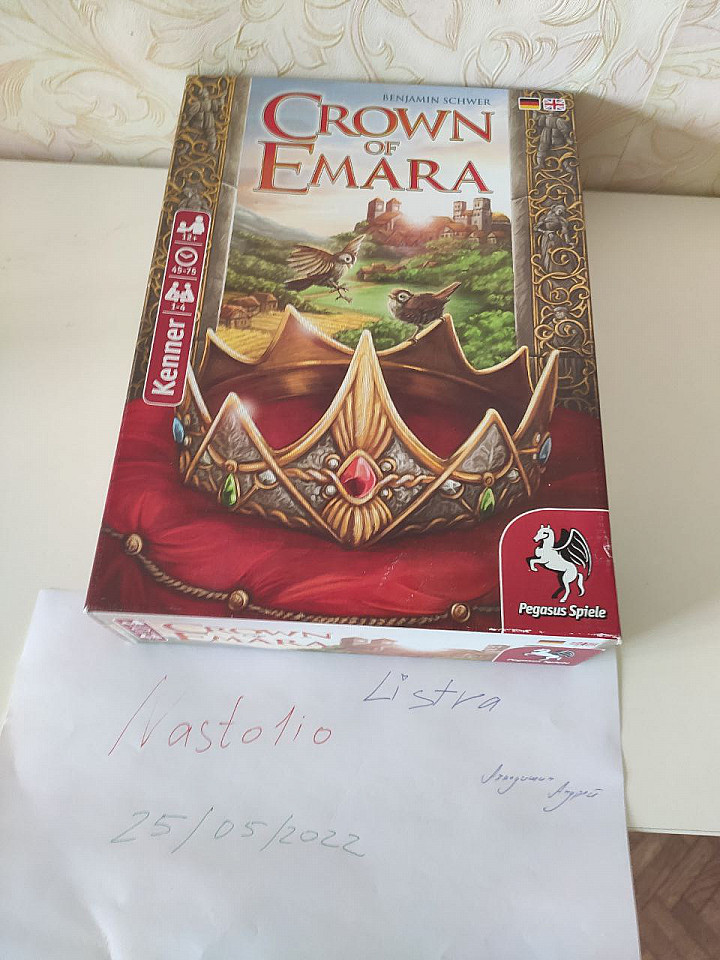 BENJAMIN SCHWER
CROWN
OF
EMARA
12+
45-75
1-4
Kenner
Pegasus Spiele
CROWN
EMARA
Listra
Nastolio
25/05/2022